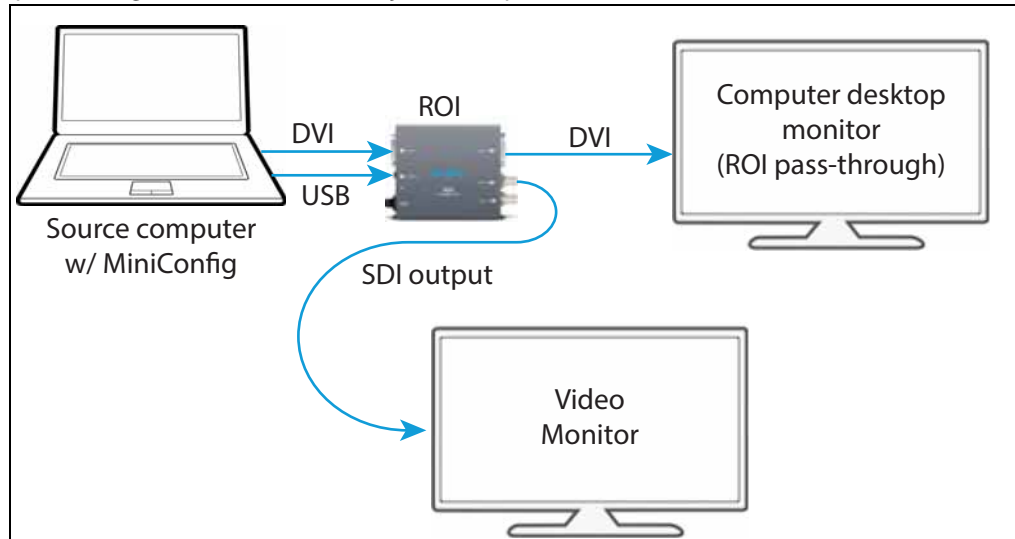 ROI
DVI
DVI
USB
Computer desktop
monitor
(ROI pass-through)
Source computer
w/ MiniConfig
SDI output
Video
Monitor